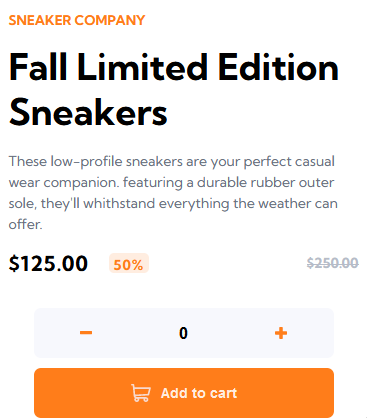 SNEAKER COMPANY
Fall Limited Edition
Sneakers
These low-profile sneakers are your perfect casual
wear companion. featuring a durable rubber outer
sole, they'll whithstand everything the weather can
offer.
$125.00 50% $250.00
0
Add to cart